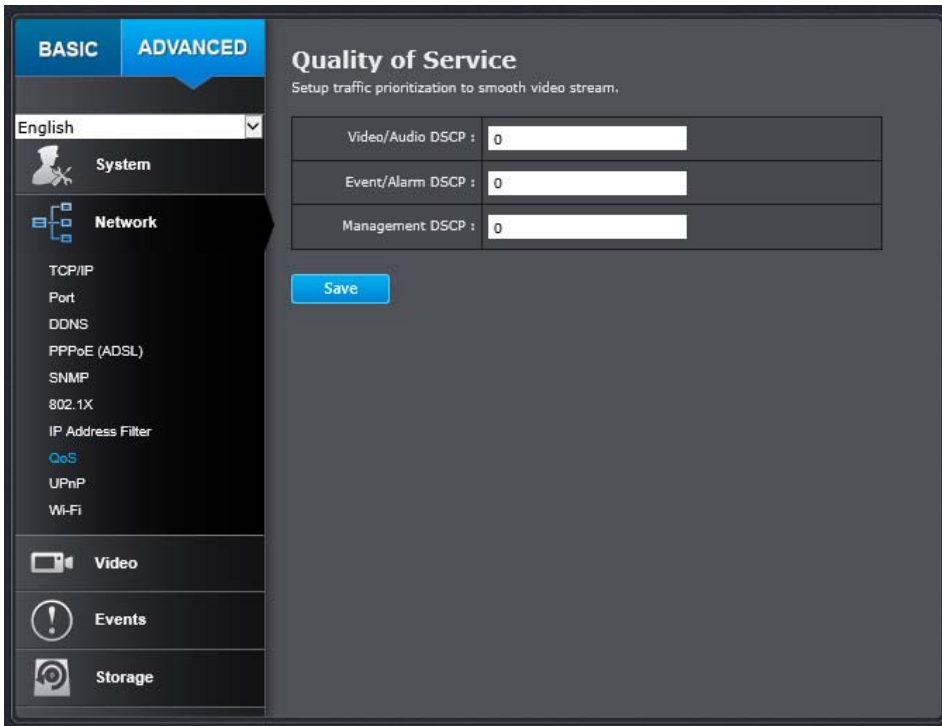 BASIC
ADVANCED
English
System
Network
TCP/IP
Port
DDNS
PPPoE (ADSL)
SNMP
802.1X
IP Address Filter
QoS
UPnP
Wi-Fi
Video
Events
Storage
Quality of Service
Setup traffic prioritization to smooth video stream.
Video/Audio DSCP : 0
Event/Alarm DSCP : 0
Management DSCP : 0
Save